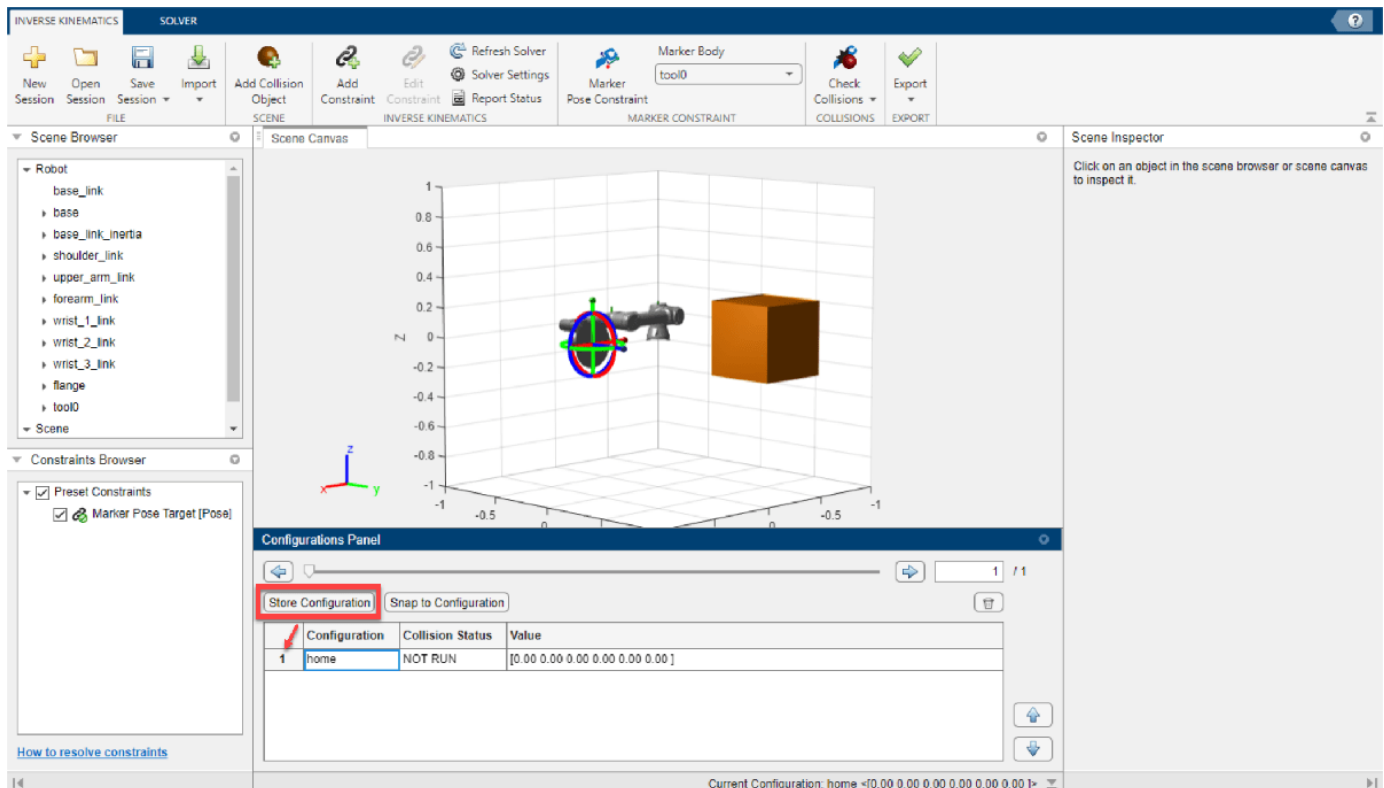 INVERSE KINEMATICS SOLVER
?
New Session
Open Session
Save Session
Import
FILE
Add Collision Object
SCENE
Add Constraint
Edit Constraint
Refresh Solver
Solver Settings
Report Status
INVERSE KINEMATICS
Marker Pose Constraint
Marker Body
tool0
MARKER CONSTRAINT
Check Collisions
COLLISIONS
Export
EXPORT
Scene Browser
Robot
base_link
base
base_link_inertia
shoulder_link
upper_arm_link
forearm_link
wrist_1_link
wrist_2_link
wrist_3_link
flange
tool0
Scene
Constraints Browser
Preset Constraints
Marker Pose Target [Pose]
How to resolve constraints
Scene Canvas
1
0.8
0.6
0.4
0.2
Z 0
-0.2
-0.4
-0.6
-0.8
-1
-1
-0.5
0
0
-0.5
-1
z
x
y
Configurations Panel
1 / 1
Store Configuration Snap to Configuration
Configuration Collision Status Value
1 home NOT RUN [0.00 0.00 0.00 0.00 0.00 0.00 ]
Current Configuration: home <[0.00 0.00 0.00 0.00 0.00 0.00 ]>
Scene Inspector
Click on an object in the scene browser or scene canvas
to inspect it.